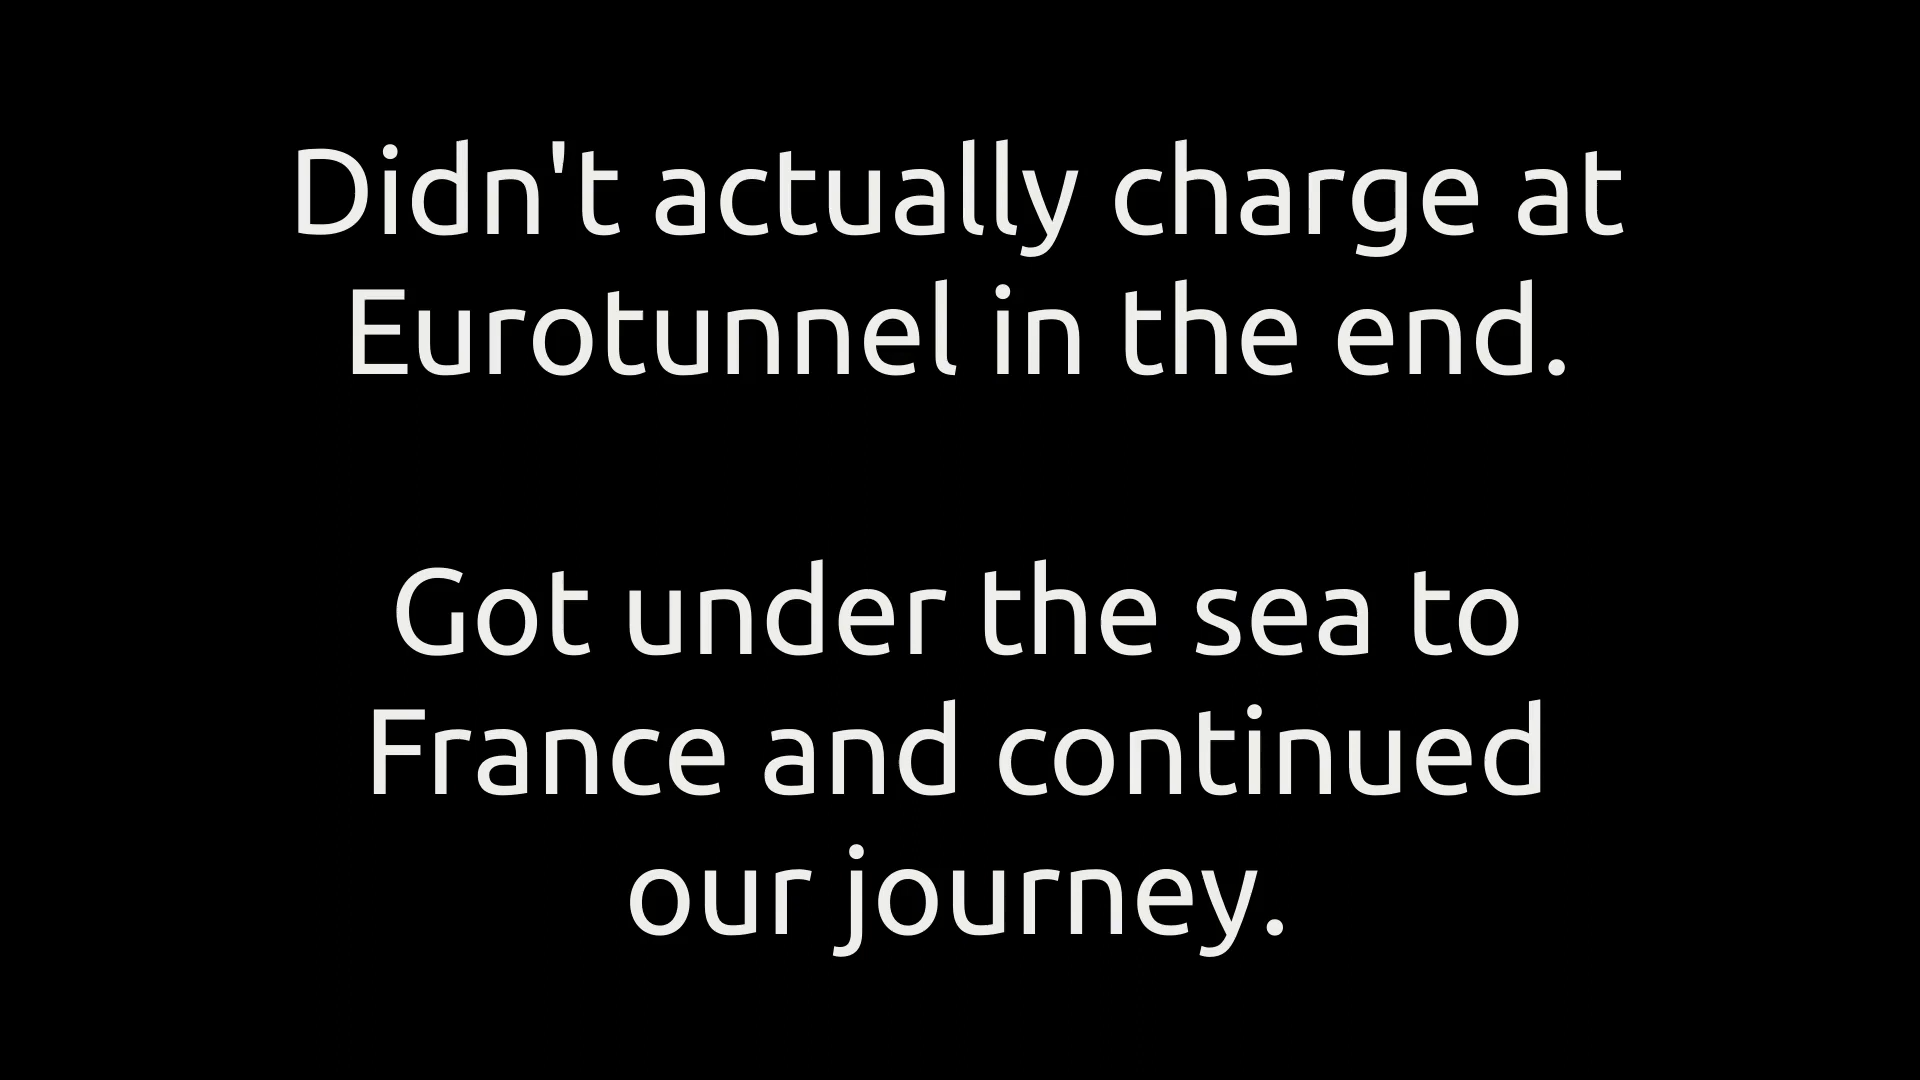 Didn't actually charge at
Eurotunnel in the end.
Got under the sea to
France and continued
our journey.